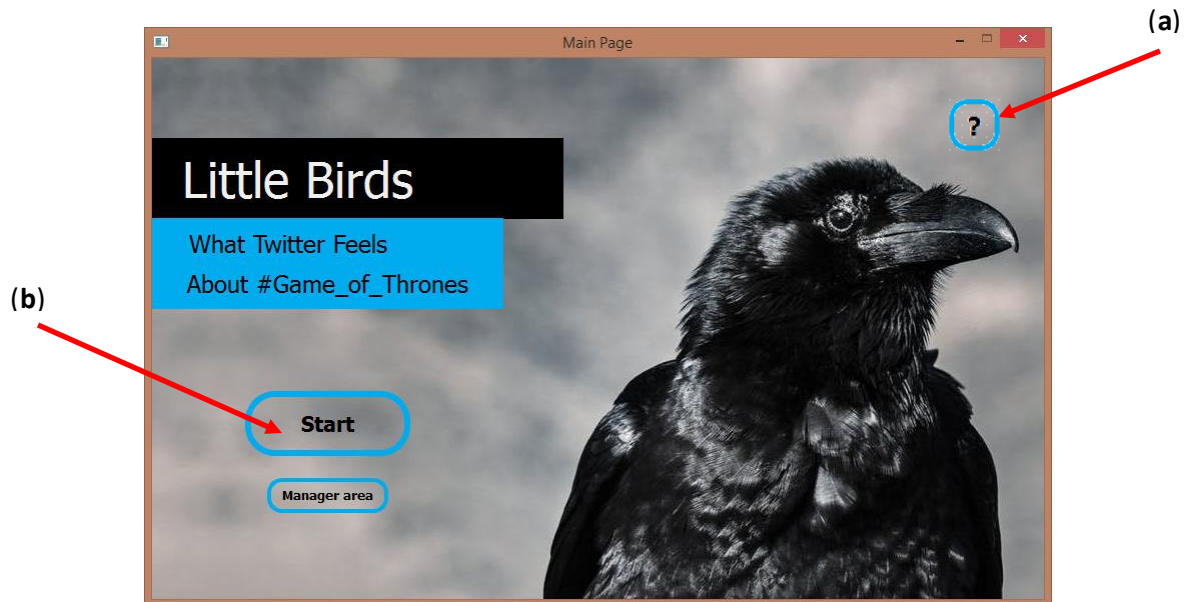 (a)
Main Page
?
Little Birds
What Twitter Feels
About #Game_of_Thrones
(b)
Start
Manager area